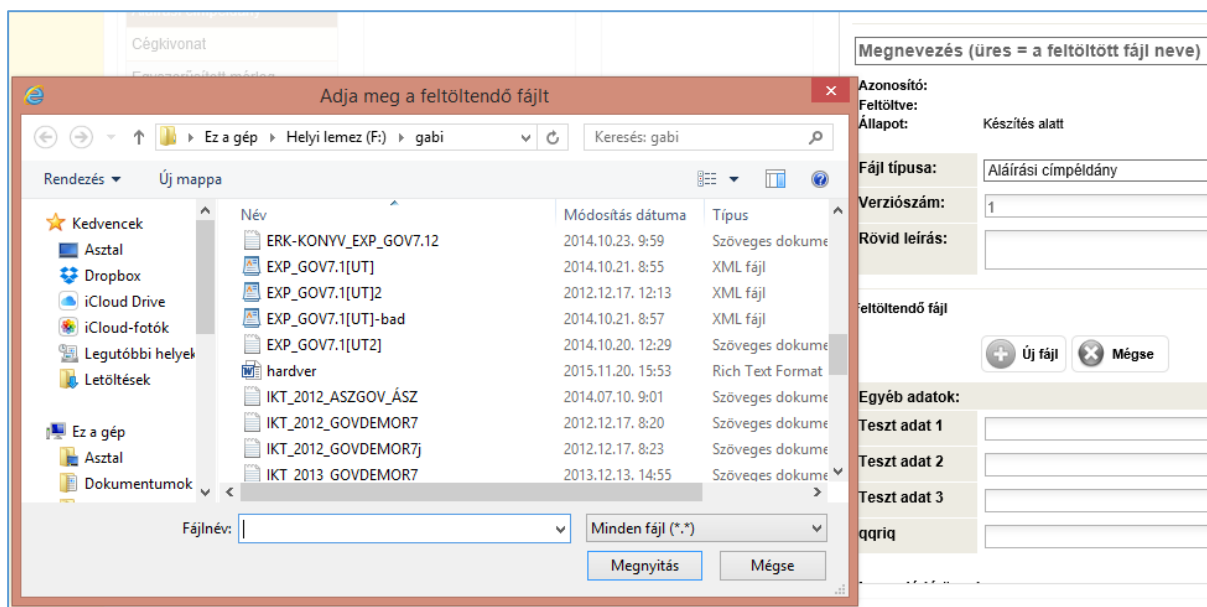 Aláírási címpéldány
Cégkivonat
Egyszerűsített mérleg
Adja meg a feltöltendő fájlt
Ez a gép Helyi lemez (F:) gabi
Keresés: gabi
Rendezés Új mappa
Kedvencek
Asztal
Dropbox
iCloud Drive
iCloud-fotók
Legutóbbi helyek
Letöltések
Ez a gép
Asztal
Dokumentumok
Név Módosítás dátuma Típus
ERK-KONYV_EXP_GOV7.12 2014.10.23. 9:59 Szöveges dokume
EXP_GOV7.1[UT] 2014.10.21. 8:55 XML fájl
EXP_GOV7.1[UT]2 2012.12.17. 12:13 XML fájl
EXP_GOV7.1[UT]-bad 2014.10.21. 8:57 XML fájl
EXP_GOV7.1[UT2] 2014.10.20. 12:29 Szöveges dokume
hardver 2015.11.20. 15:53 Rich Text Format
IKT_2012_ASZGOV_ÁSZ 2014.07.10. 9:01 Szöveges dokume
IKT_2012_GOVDEMOR7 2012.12.17. 8:20 Szöveges dokume
IKT_2012_GOVDEMOR7j 2012.12.17. 8:23 Szöveges dokume
IKT_2013_GOVDEMOR7 2013.12.13. 14:55 Szöveges dokume
Fájlnév:
Minden fájl (*.*)
Megnyitás Mégse
Megnevezés (üres = a feltöltött fájl neve)
Azonosító:
Feltöltve:
Állapot: Készítés alatt
Fájl típusa: Aláírási címpéldány
Verziószám: 1
Rövid leírás:
eltöltendő fájl
Új fájl Mégse
Egyéb adatok:
Teszt adat 1
Teszt adat 2
Teszt adat 3
qqriq